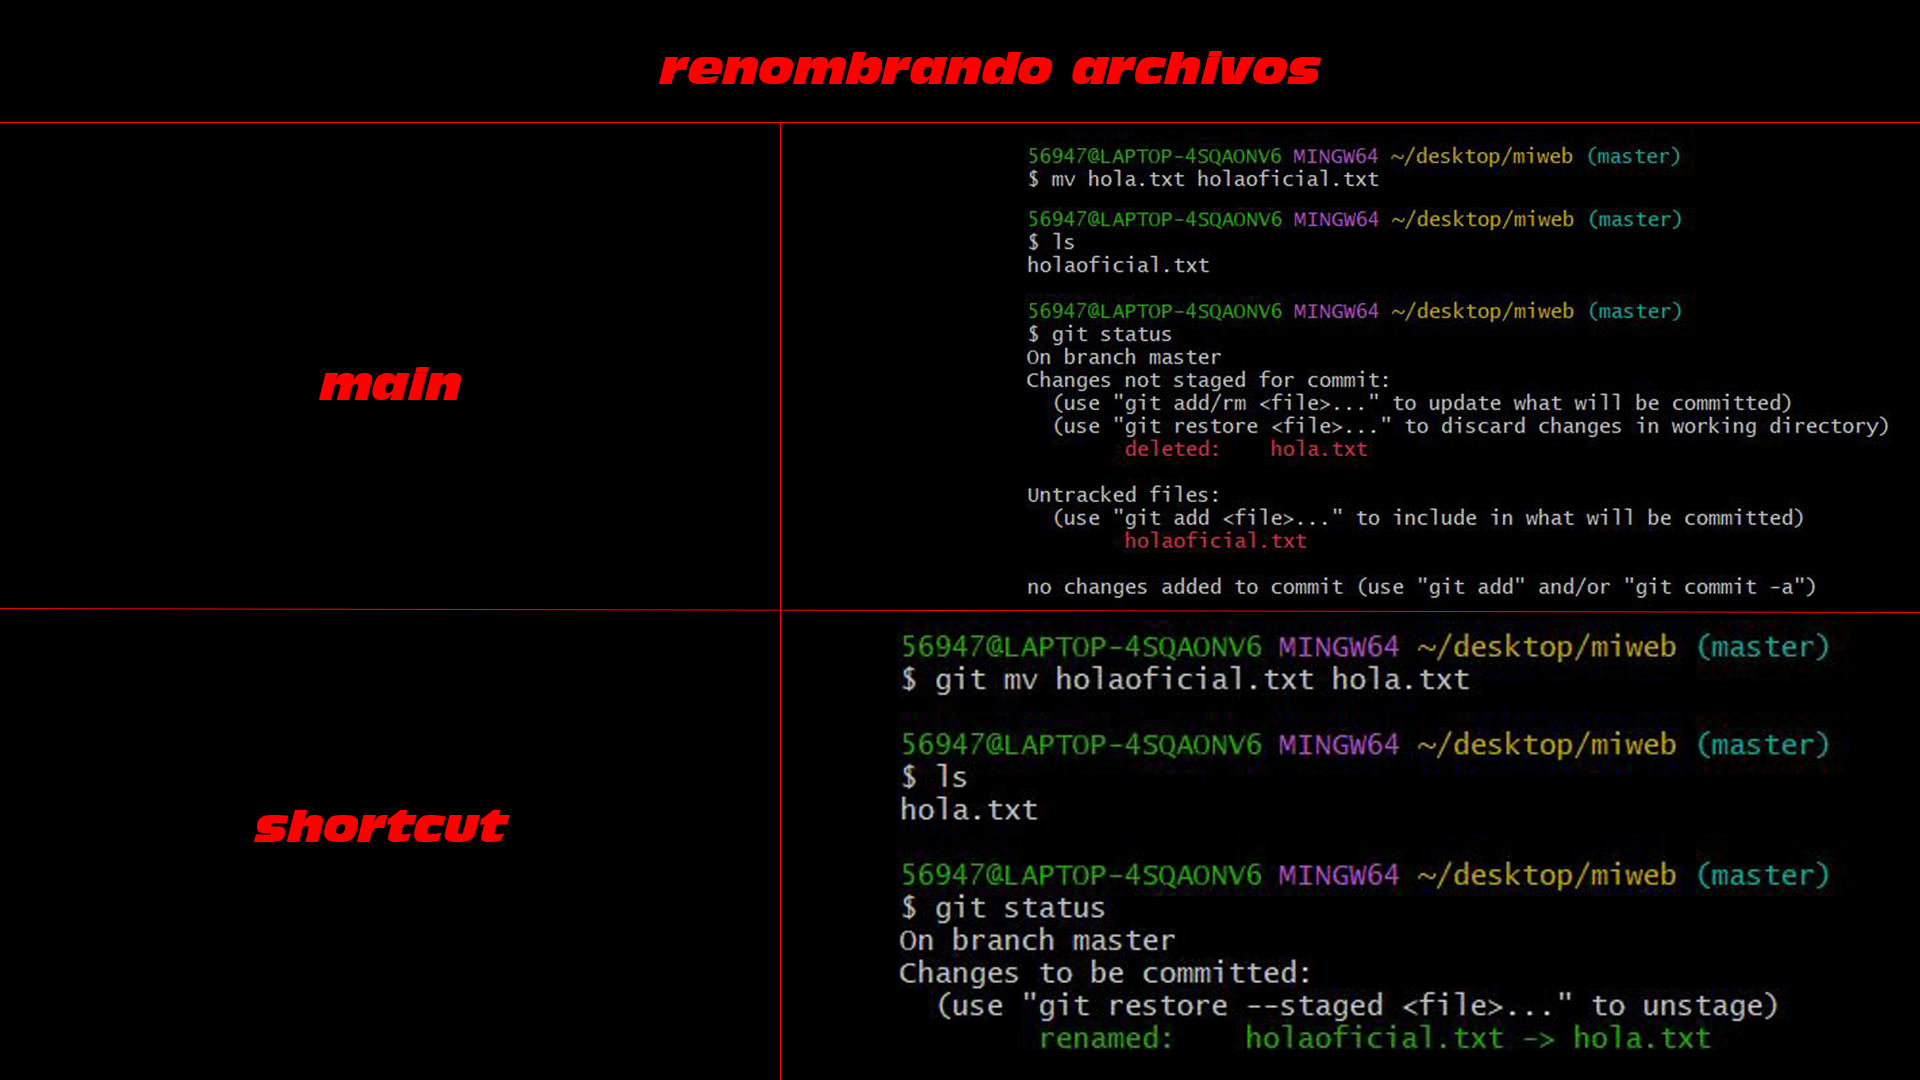 renombrando archivos
main
56947@LAPTOP-4SQAONV6 MINGW64 ~/desktop/miweb (master)
$ mv hola.txt holaoficial.txt
56947@LAPTOP-4SQAONV6 MINGW64 ~/desktop/miweb (master)
$ ls
holaoficial.txt
56947@LAPTOP-4SQAONV6 MINGW64 ~/desktop/miweb (master)
$ git status
On branch master
Changes not staged for commit:
(use "git add/rm <file>..." to update what will be committed)
(use "git restore <file>..." to discard changes in working directory)
deleted: hola.txt
Untracked files:
(use "git add <file>..." to include in what will be committed)
holaoficial.txt
no changes added to commit (use "git add" and/or "git commit -a")
shortcut
56947@LAPTOP-4SQAONV6 MINGW64 ~/desktop/miweb (master)
$ git mv holaoficial.txt hola.txt
56947@LAPTOP-4SQAONV6 MINGW64 ~/desktop/miweb (master)
$ ls
hola.txt
56947@LAPTOP-4SQAONV6 MINGW64 ~/desktop/miweb (master)
$ git status
On branch master
Changes to be committed:
(use "git restore --staged <file>..." to unstage)
renamed: holaoficial.txt -> hola.txt